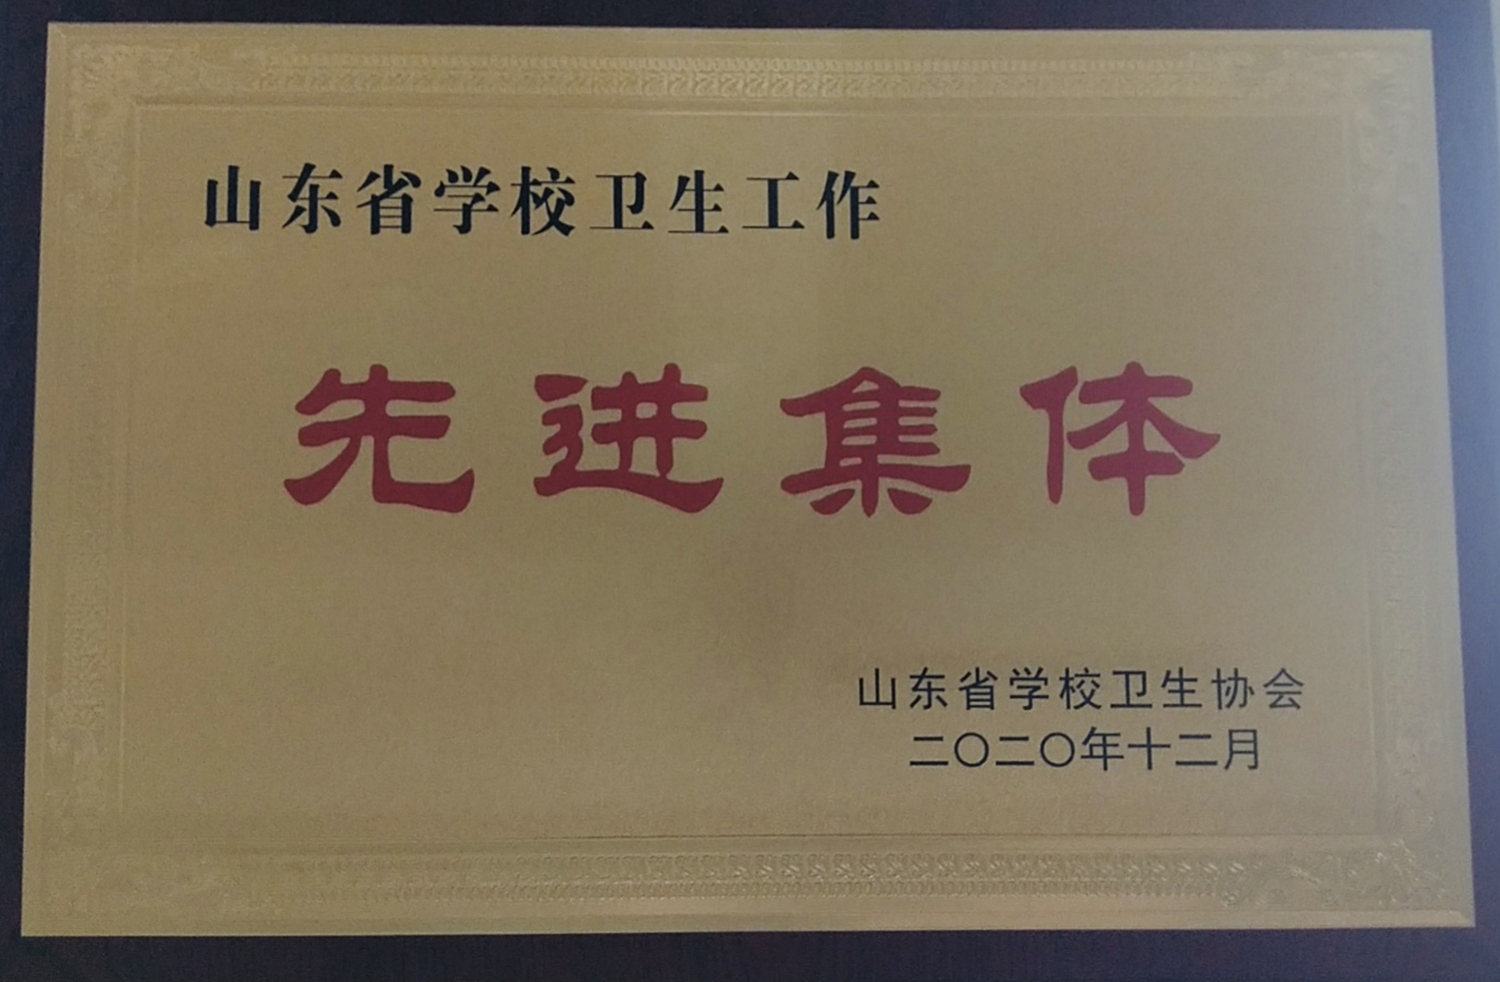 山东省学校卫生工作
先进集体
山东省学校卫生协会
二〇二〇年十二月